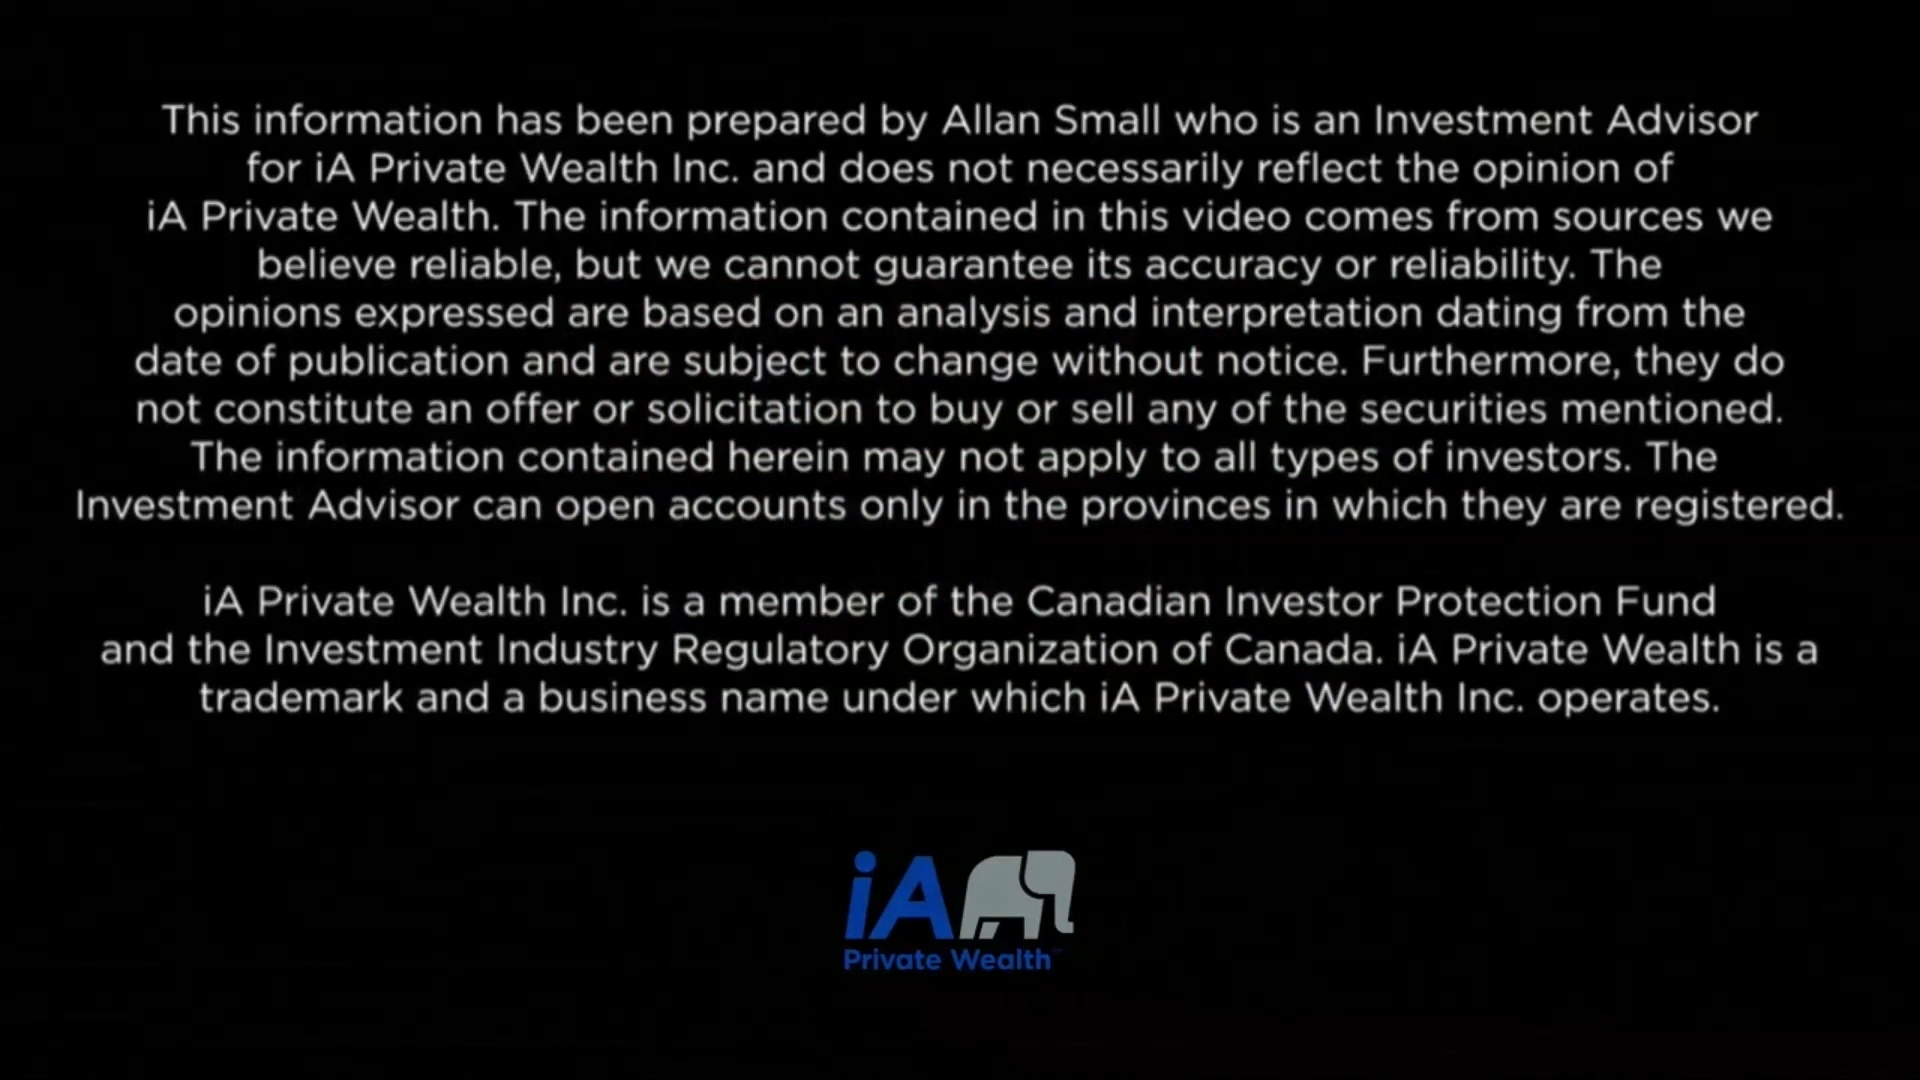 This information has been prepared by Allan Small who is an Investment Advisor
for iA Private Wealth Inc. and does not necessarily reflect the opinion of
iA Private Wealth. The information contained in this video comes from sources we
believe reliable, but we cannot guarantee its accuracy or reliability. The
opinions expressed are based on an analysis and interpretation dating from the
date of publication and are subject to change without notice. Furthermore, they do
not constitute an offer or solicitation to buy or sell any of the securities mentioned.
The information contained herein may not apply to all types of investors. The
Investment Advisor can open accounts only in the provinces in which they are registered.
iA Private Wealth Inc. is a member of the Canadian Investor Protection Fund
and the Investment Industry Regulatory Organization of Canada. iA Private Wealth is a
trademark and a business name under which iA Private Wealth Inc. operates.
iA
Private Wealth